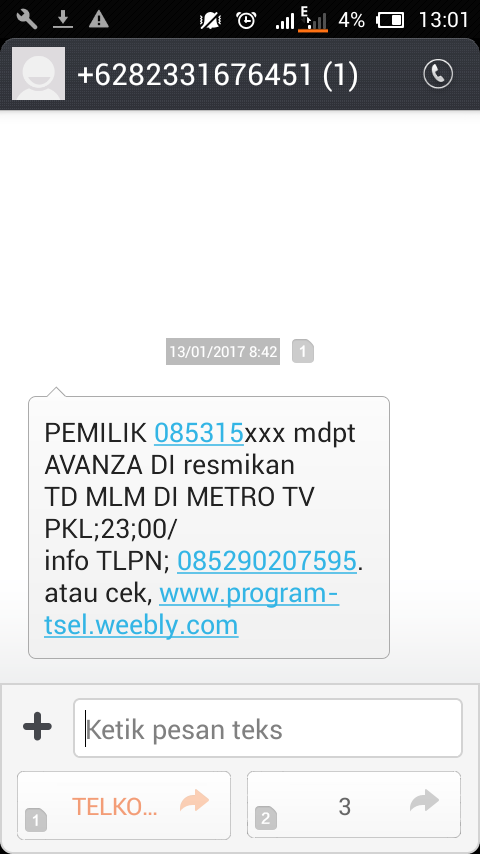 E
4%
13:01
+6282331676451 (1)
13/01/2017 8:42
1
PEMILIK 085315xxx mdpt
AVANZA DI resmikan
TD MLM DI METRO TV
PKL;23;00/
info TLPN; 085290207595.
atau cek, www.program-
tsel.weebly.com
Ketik pesan teks
1
TELKO...
2
3